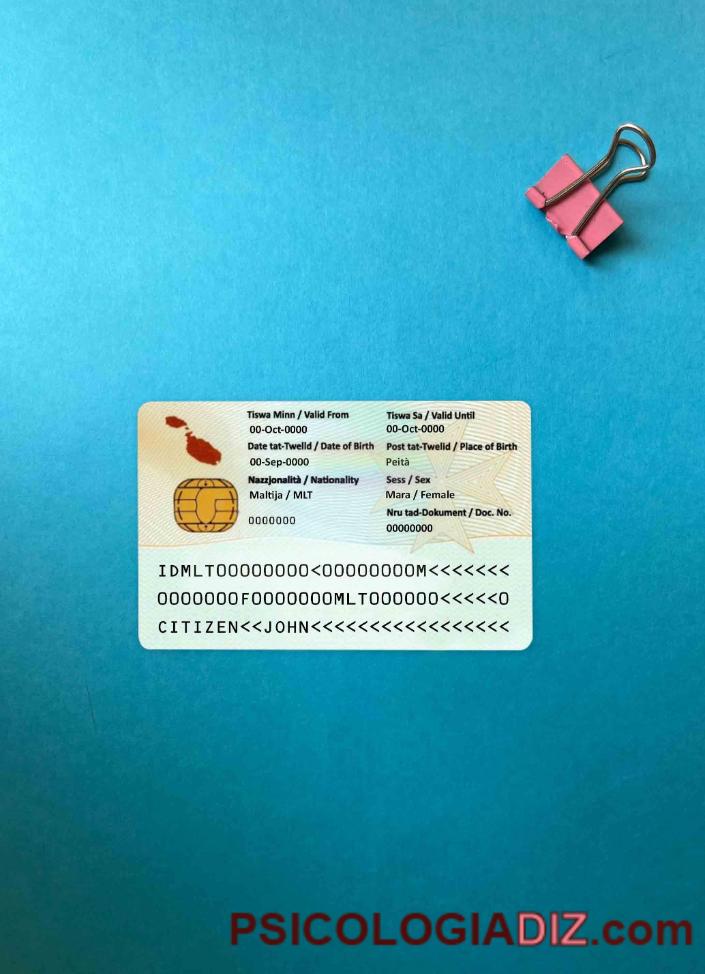 Tiswa Minn / Valid From
00-Oct-0000
Tiswa Sa / Valid Until
00-Oct-0000
Date tat-Twelid / Date of Birth
00-Sep-0000
Post tat-Twelid / Place of Birth
Peità
Nazzjonalità / Nationality
Maltija / MLT
Sess / Sex
Mara / Female
0000000
Nru tad-Dokument / Doc. No.
00000000
IDMLT00000000<00000000M<<<<<<<
0000000F0000000MLT000000<<<<<0
CITIZEN<<JOHN<<<<<<<<<<<<<<<<<
PSICOLOGIADIZ.com